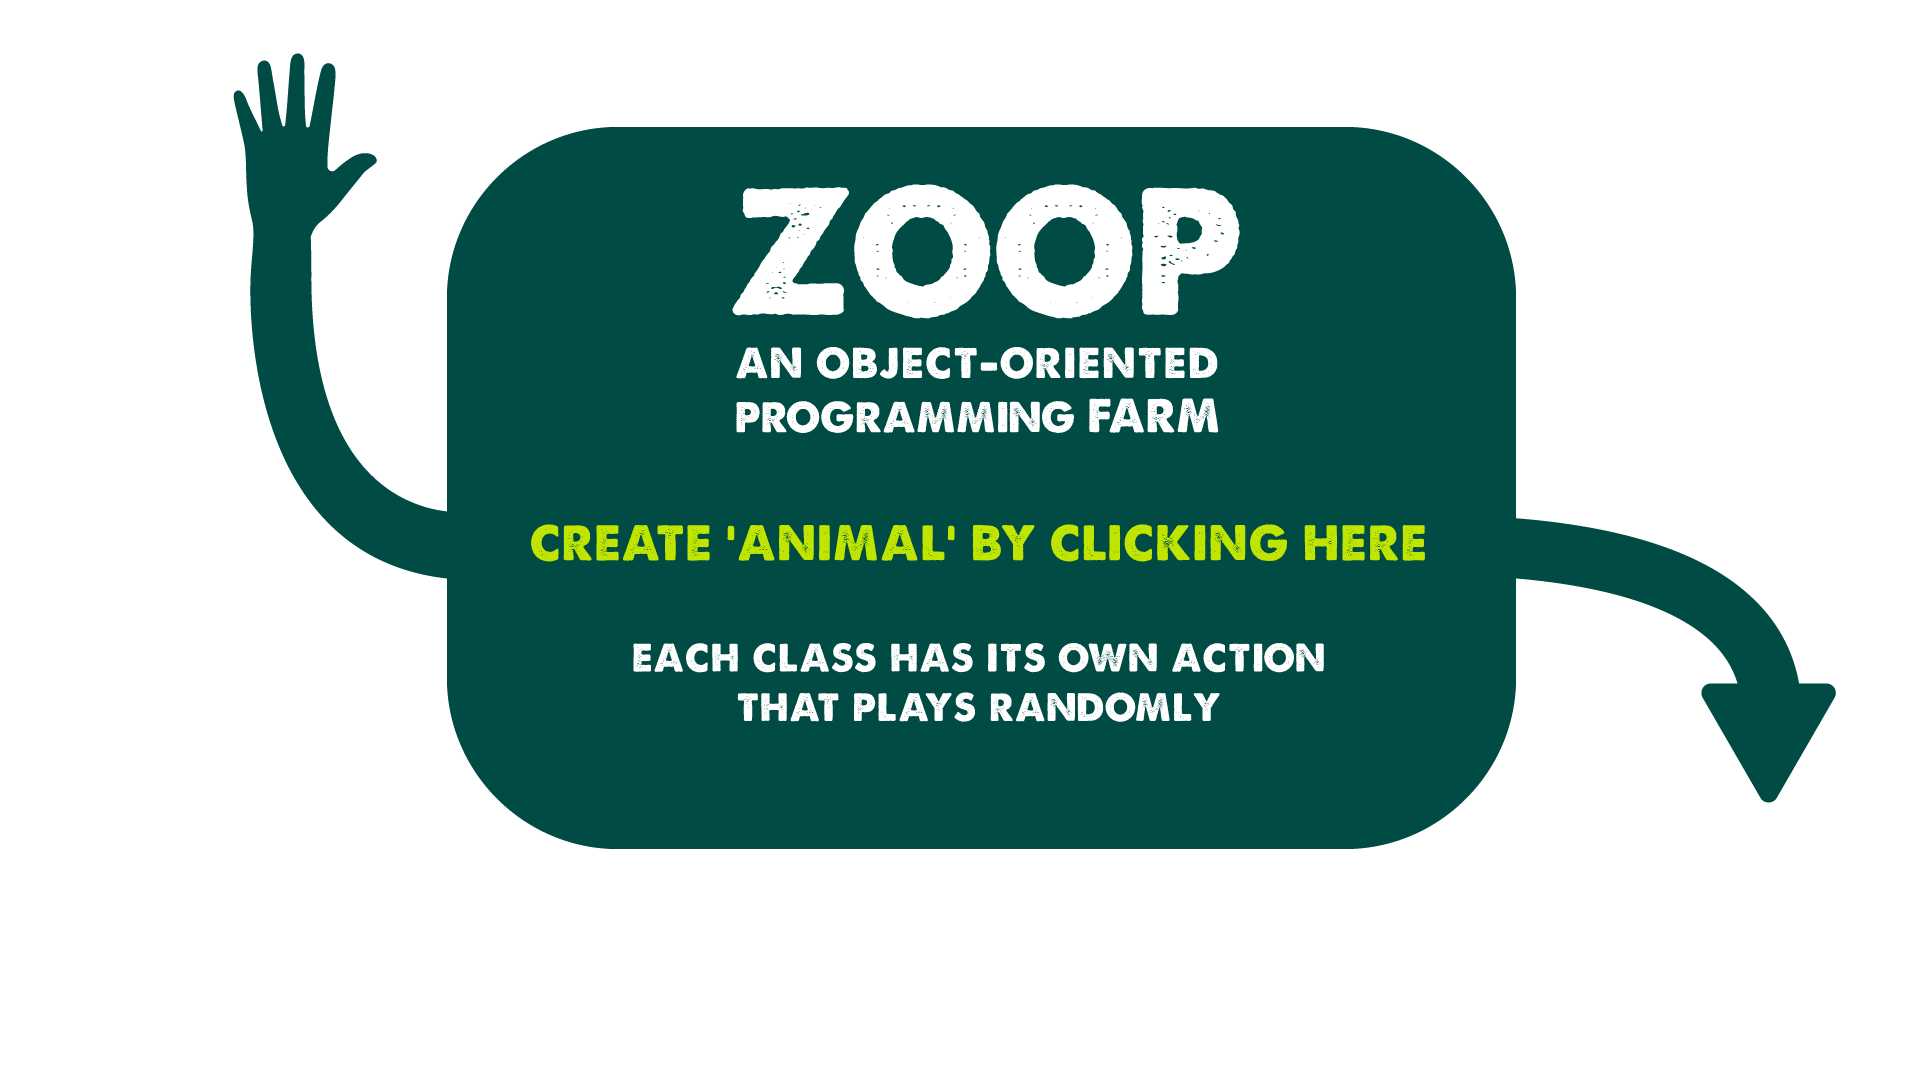 ZOOP
AN OBJECT-ORIENTED
PROGRAMMING FARM
CREATE 'ANIMAL' BY CLICKING HERE
EACH CLASS HAS ITS OWN ACTION
THAT PLAYS RANDOMLY